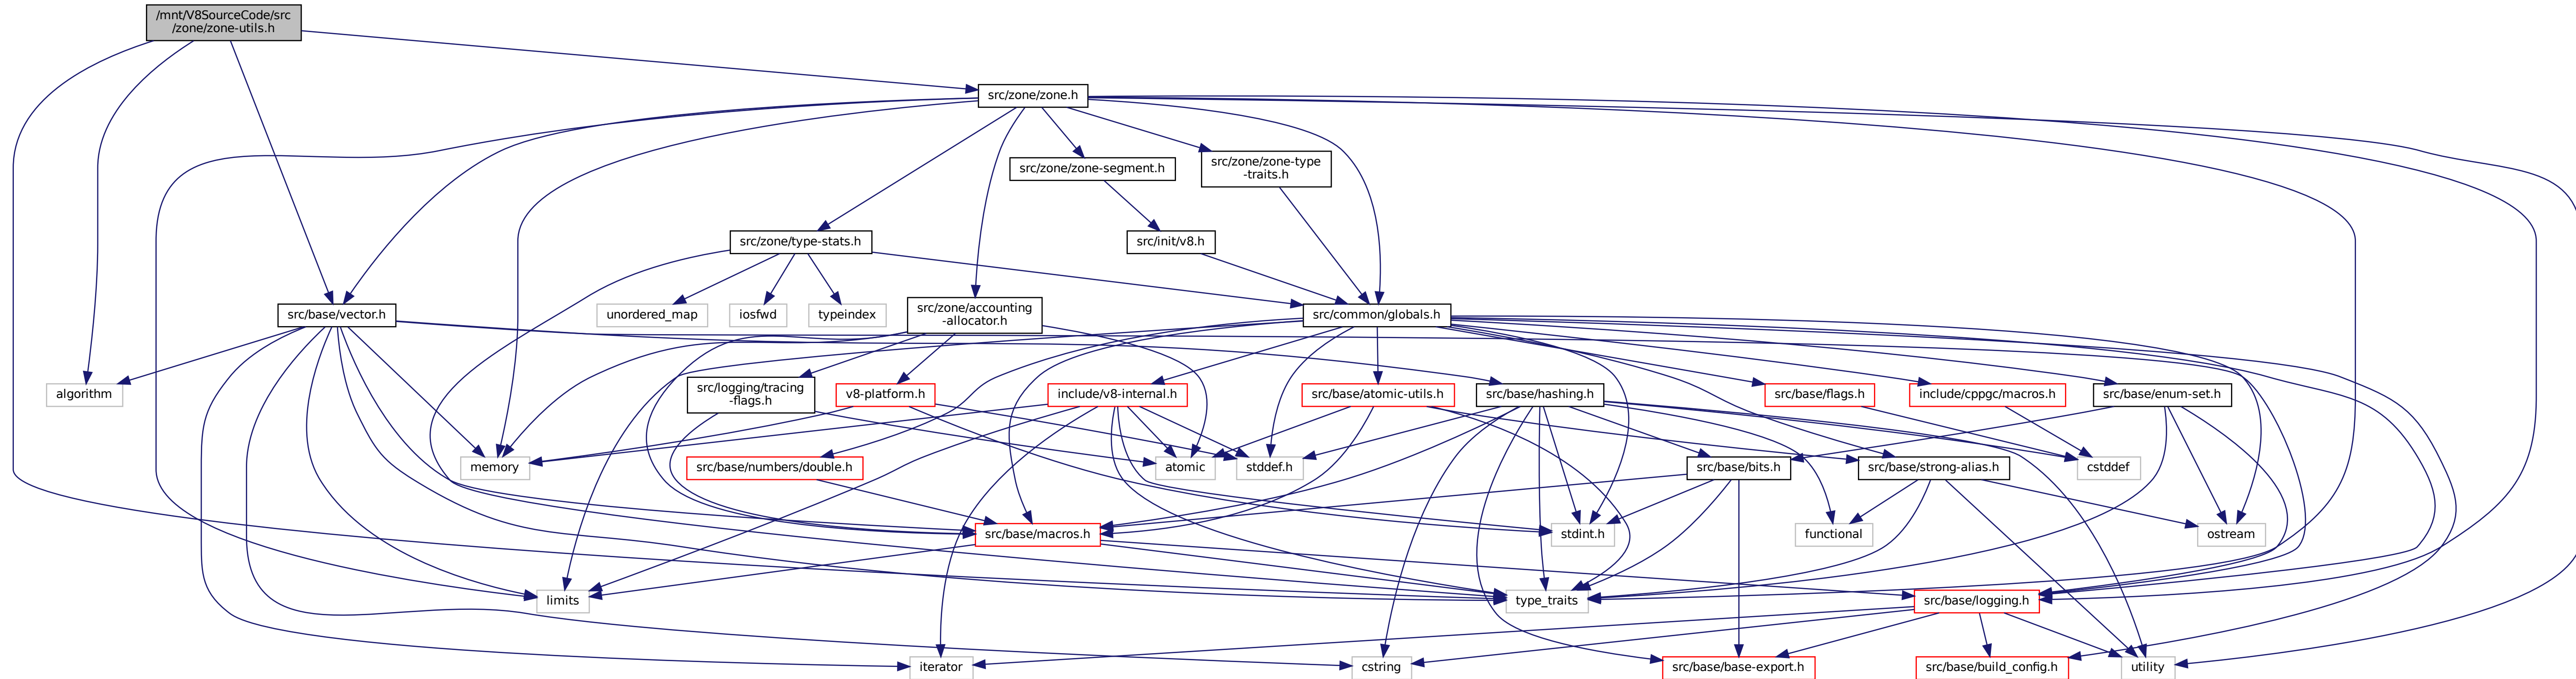 /mnt/V8SourceCode/src
/zone/zone-utils.h
src/zone/zone.h
src/zone/zone-segment.h
src/zone/zone-type
-traits.h
src/zone/type-stats.h
src/init/v8.h
src/base/vector.h
unordered_map
iosfwd
typeindex
src/zone/accounting
-allocator.h
src/common/globals.h
algorithm
src/logging/tracing
-flags.h
v8-platform.h
include/v8-internal.h
src/base/atomic-utils.h
src/base/hashing.h
src/base/flags.h
include/cppgc/macros.h
src/base/enum-set.h
memory
src/base/numbers/double.h
atomic
stddef.h
src/base/bits.h
src/base/strong-alias.h
cstddef
src/base/macros.h
stdint.h
functional
ostream
limits
type_traits
src/base/logging.h
iterator
cstring
src/base/base-export.h
src/base/build_config.h
utility